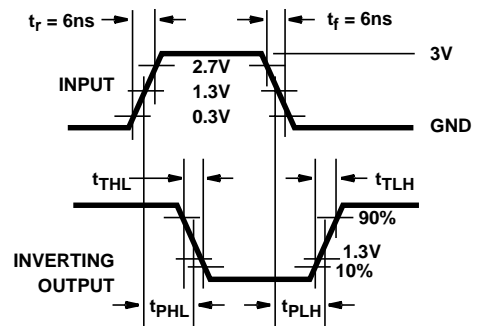 tr = 6ns
tf = 6ns
3V
INPUT
2.7V
1.3V
0.3V
GND
tTHL
tTLH
90%
INVERTING
OUTPUT
1.3V
10%
tPHL
tPLH